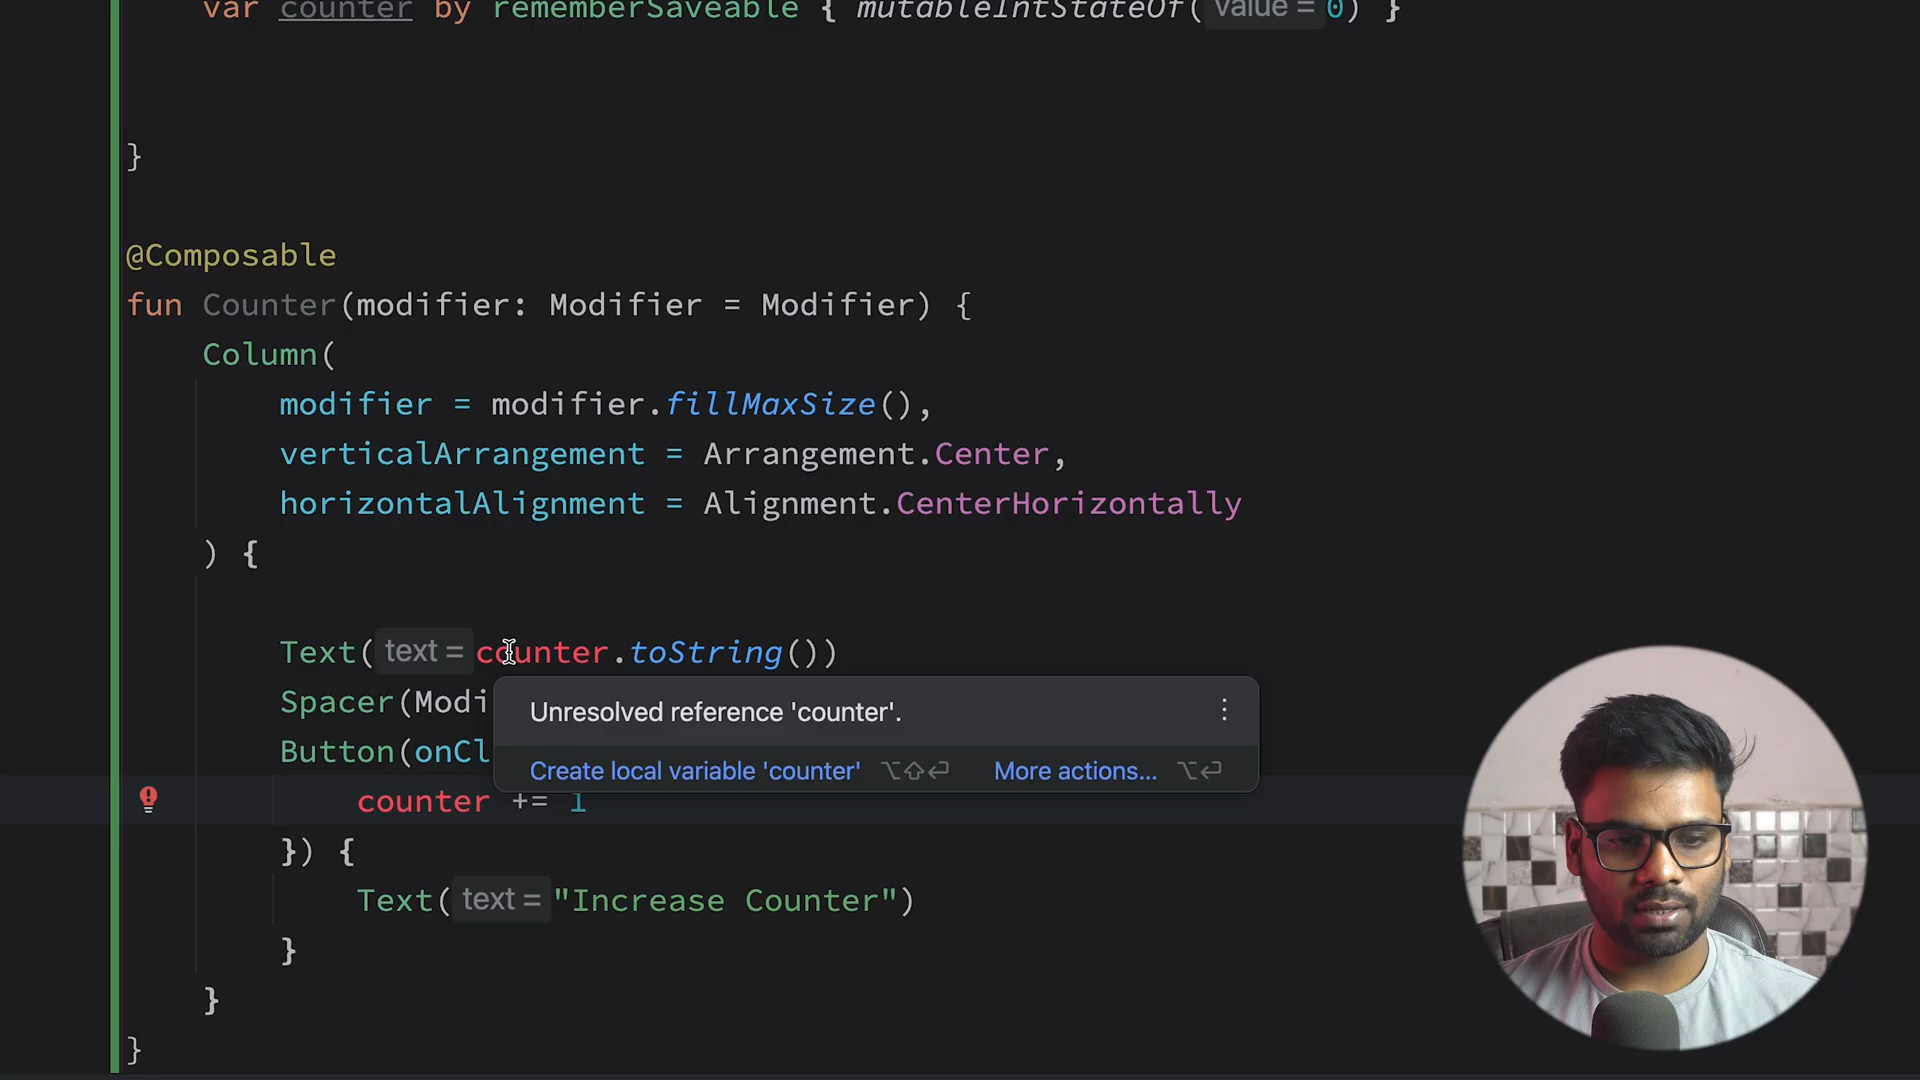 var counter by rememberSaveable { mutableIntStateOf( value = 0) }
}
@Composable
fun Counter(modifier: Modifier = Modifier) {
Column(
modifier = modifier.fillMaxSize(),
verticalArrangement = Arrangement.Center,
horizontalAlignment = Alignment.CenterHorizontally
) {
Text( text = counter.toString())
Spacer(Modi
Unresolved reference 'counter'.
Button(onCl
Create local variable 'counter' ⌥⇧⏎ More actions... ⌥⏎
counter += 1
}) {
Text( text = "Increase Counter")
}
}
}